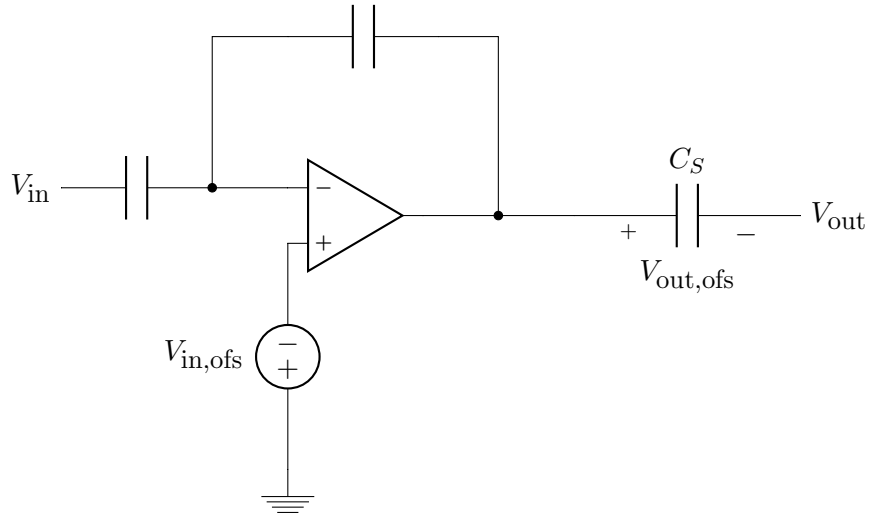 C_S
V_in
−
+
V_out
+ −
V_out,ofs
V_in,ofs
−
+